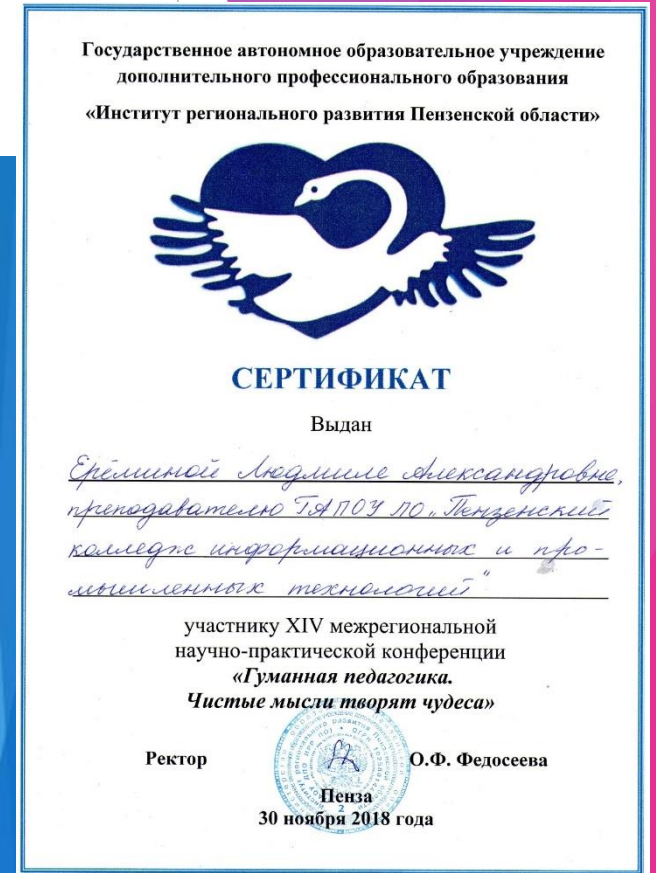 Государственное автономное образовательное учреждение
дополнительного профессионального образования
«Институт регионального развития Пензенской области»
СЕРТИФИКАТ
Выдан
Ерёминой Людмиле Александровне,
преподавателю ГАПОУ ПО „Пензенский
колледж информационных и про-
мышленных технологий"
участнику XIV межрегиональной
научно-практической конференции
«Гуманная педагогика.
Чистые мысли творят чудеса»
Ректор О.Ф. Федосеева
Пенза
30 ноября 2018 года